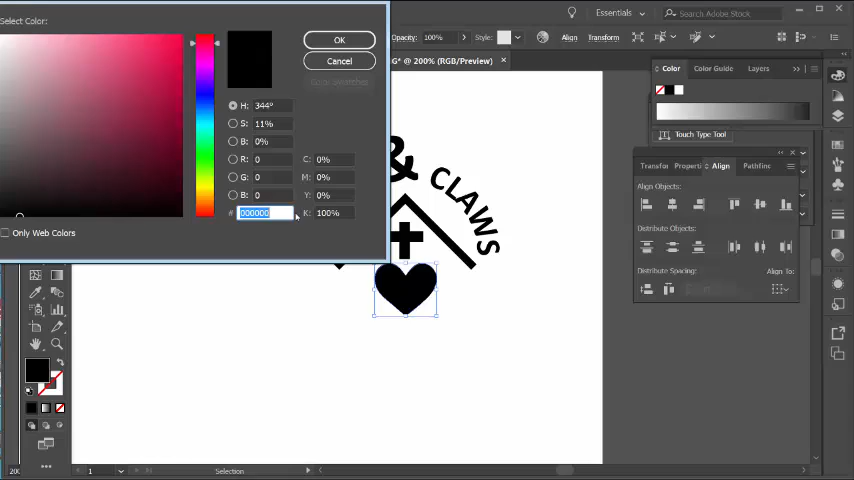 Select Color:
OK
Cancel
Color Swatches
H: 344°
S: 11%
B: 0%
R: 0
G: 0
B: 0
# 000000
C: 0%
M: 0%
Y: 0%
K: 100%
Only Web Colors
Essentials
Search Adobe Stock
Opacity: 100%
Style:
Align
Transform
@ 200% (RGB/Preview)
Color
Color Guide
Layers
Touch Type Tool
Transfor
Properti
Align
Pathfin
Align Objects:
Distribute Objects:
Distribute Spacing:
Align To:
& CLAWS
200
1
Selection